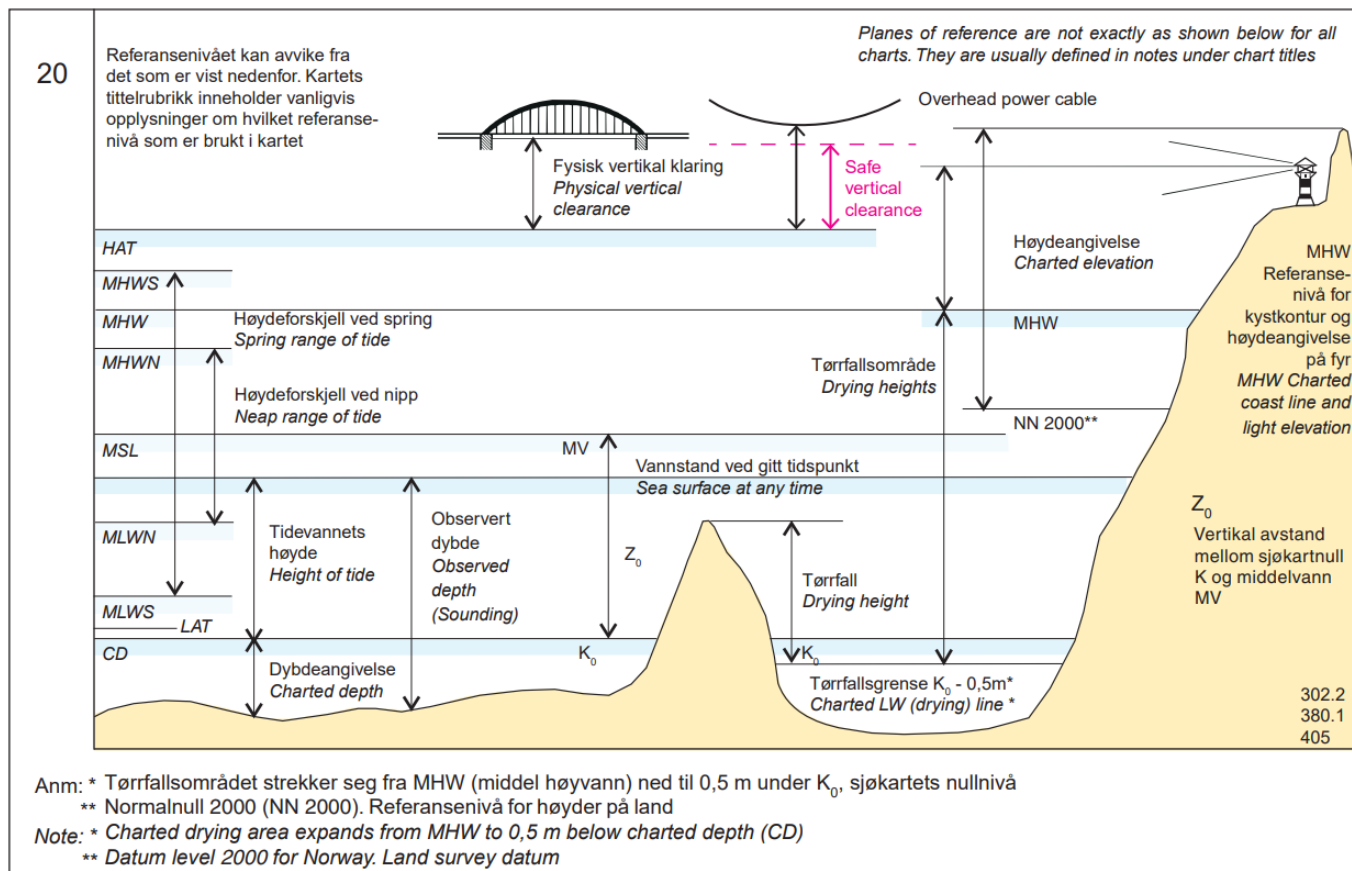 20
Referansenivået kan avvike fra
det som er vist nedenfor. Kartets
tittelrubrikk inneholder vanligvis
opplysninger om hvilket referanse-
nivå som er brukt i kartet
Planes of reference are not exactly as shown below for all
charts. They are usually defined in notes under chart titles
Overhead power cable
Fysisk vertikal klaring
Physical vertical
clearance
Safe
vertical
clearance
HAT
MHWS
MHW
MHWN
MSL
MLWN
MLWS
LAT
CD
Høydeforskjell ved spring
Spring range of tide
Høydeforskjell ved nipp
Neap range of tide
Høydeangivelse
Charted elevation
MHW
Tørrfallsområde
Drying heights
NN 2000**
MHW
Referanse-
nivå for
kystkontur og
høydeangivelse
på fyr
MHW Charted
coast line and
light elevation
MV
Vannstand ved gitt tidspunkt
Sea surface at any time
Tidevannets
høyde
Height of tide
Observert
dybde
Observed
depth
(Sounding)
Z0
Tørrfall
Drying height
Z0
Vertikal avstand
mellom sjøkartnull
K og middelvann
MV
K0
K0
Dybdeangivelse
Charted depth
Tørrfallsgrense K0 - 0,5m*
Charted LW (drying) line *
302.2
380.1
405
Anm: * Tørrfallsområdet strekker seg fra MHW (middel høyvann) ned til 0,5 m under K0, sjøkartets nullnivå
** Normalnull 2000 (NN 2000). Referansenivå for høyder på land
Note: * Charted drying area expands from MHW to 0,5 m below charted depth (CD)
** Datum level 2000 for Norway. Land survey datum